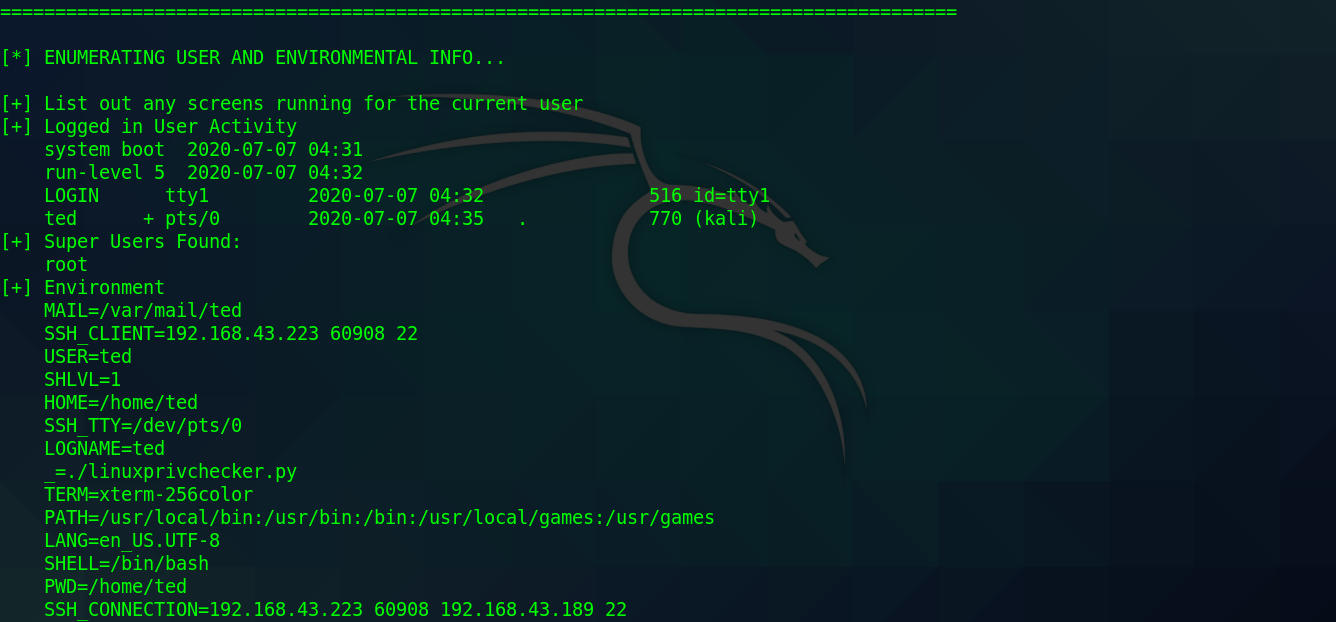 =======================================================================================
[*] ENUMERATING USER AND ENVIRONMENTAL INFO...
[+] List out any screens running for the current user
[+] Logged in User Activity
    system boot  2020-07-07 04:31
    run-level 5  2020-07-07 04:32
    LOGIN      tty1         2020-07-07 04:32               516 id=tty1
    ted      + pts/0        2020-07-07 04:35   .           770 (kali)
[+] Super Users Found:
    root
[+] Environment
    MAIL=/var/mail/ted
    SSH_CLIENT=192.168.43.223 60908 22
    USER=ted
    SHLVL=1
    HOME=/home/ted
    SSH_TTY=/dev/pts/0
    LOGNAME=ted
    _=./linuxprivchecker.py
    TERM=xterm-256color
    PATH=/usr/local/bin:/usr/bin:/bin:/usr/local/games:/usr/games
    LANG=en_US.UTF-8
    SHELL=/bin/bash
    PWD=/home/ted
    SSH_CONNECTION=192.168.43.223 60908 192.168.43.189 22